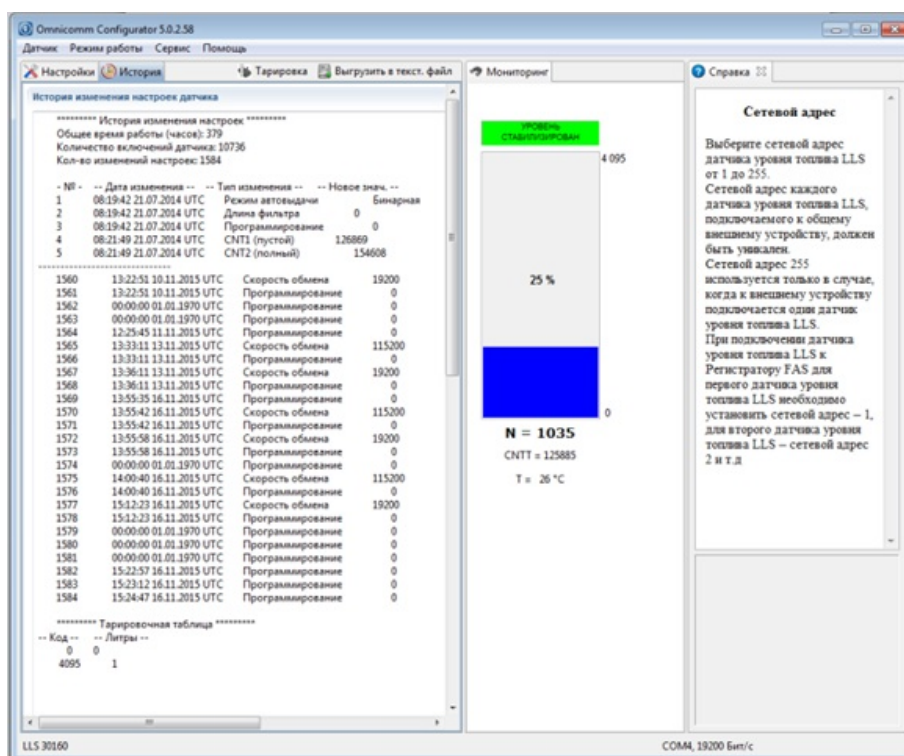 Omnicomm Configurator 5.0.2.58
Датчик Режим работы Сервис Помощь
Настройки История Тарировка Выгрузить в текст. файл
История изменения настроек датчика
********* История изменения настроек *********
Общее время работы (часов): 379
Количество включений датчика: 10736
Кол-во изменений настроек: 1584
- № - -- Дата изменения -- -- Тип изменения -- -- Новое знач. --
1 08:19:42 21.07.2014 UTC Режим автовыдачи Бинарная
2 08:19:42 21.07.2014 UTC Длина фильтра 0
3 08:19:42 21.07.2014 UTC Программирование 0
4 08:21:49 21.07.2014 UTC CNT1 (пустой) 126869
5 08:21:49 21.07.2014 UTC CNT2 (полный) 154608
------------------------------
1560 13:22:51 10.11.2015 UTC Скорость обмена 19200
1561 13:22:51 10.11.2015 UTC Программирование 0
1562 00:00:00 01.01.1970 UTC Программирование 0
1563 00:00:00 01.01.1970 UTC Программирование 0
1564 12:25:45 11.11.2015 UTC Программирование 0
1565 13:33:11 13.11.2015 UTC Скорость обмена 115200
1566 13:33:11 13.11.2015 UTC Программирование 0
1567 13:36:11 13.11.2015 UTC Скорость обмена 19200
1568 13:36:11 13.11.2015 UTC Программирование 0
1569 13:55:35 16.11.2015 UTC Программирование 0
1570 13:55:42 16.11.2015 UTC Скорость обмена 115200
1571 13:55:42 16.11.2015 UTC Программирование 0
1572 13:55:58 16.11.2015 UTC Скорость обмена 19200
1573 13:55:58 16.11.2015 UTC Программирование 0
1574 00:00:00 01.01.1970 UTC Программирование 0
1575 14:00:40 16.11.2015 UTC Скорость обмена 115200
1576 14:00:40 16.11.2015 UTC Программирование 0
1577 15:12:23 16.11.2015 UTC Скорость обмена 19200
1578 15:12:23 16.11.2015 UTC Программирование 0
1579 00:00:00 01.01.1970 UTC Программирование 0
1580 00:00:00 01.01.1970 UTC Программирование 0
1581 00:00:00 01.01.1970 UTC Программирование 0
1582 15:22:57 16.11.2015 UTC Программирование 0
1583 15:23:12 16.11.2015 UTC Программирование 0
1584 15:24:47 16.11.2015 UTC Программирование 0
********* Тарировочная таблица *********
-- Код -- -- Литры --
0 0
4095 1
Мониторинг
УРОВЕНЬ
СТАБИЛИЗИРОВАН
4 095
25 %
0
N = 1035
CNTT = 125885
T = 26 °C
Справка
Сетевой адрес
Выберите сетевой адрес
датчика уровня топлива LLS
от 1 до 255.
Сетевой адрес каждого
датчика уровня топлива LLS,
подключаемого к общему
внешнему устройству, должен
быть уникален.
Сетевой адрес 255
используется только в случае,
когда к внешнему устройству
подключается один датчик
уровня топлива LLS.
При подключении датчика
уровня топлива LLS к
Регистратору FAS для
первого датчика уровня
топлива LLS необходимо
установить сетевой адрес – 1,
для второго датчика уровня
топлива LLS – сетевой адрес
2 и т.д
LLS 30160
COM4, 19200 Бит/с